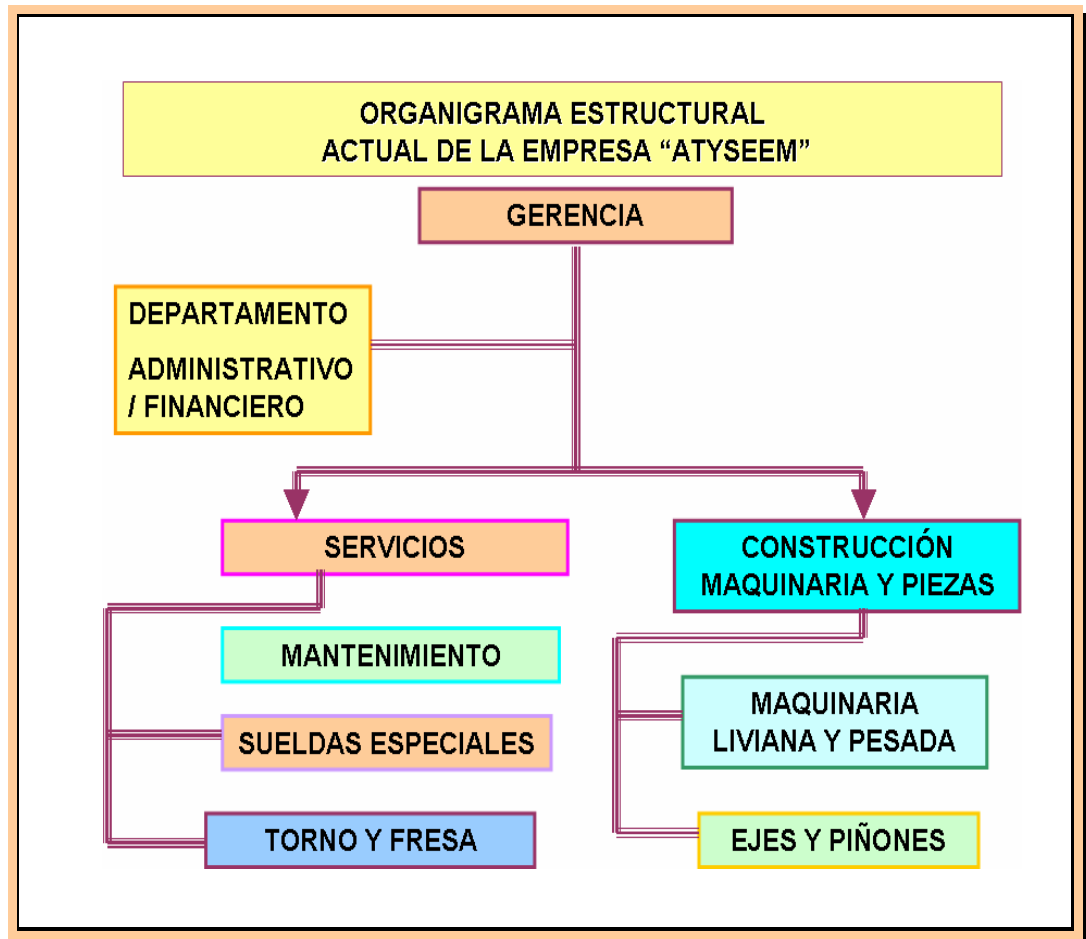 ORGANIGRAMA ESTRUCTURAL
ACTUAL DE LA EMPRESA “ATYSEEM”
GERENCIA
DEPARTAMENTO
ADMINISTRATIVO
/ FINANCIERO
SERVICIOS
CONSTRUCCIÓN
MAQUINARIA Y PIEZAS
MANTENIMIENTO
MAQUINARIA
LIVIANA Y PESADA
SUELDAS ESPECIALES
TORNO Y FRESA
EJES Y PIÑONES